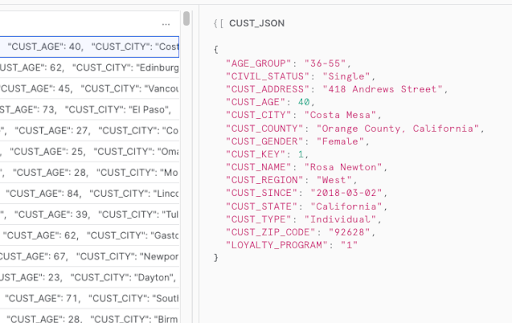 ...
"CUST_AGE": 40, "CUST_CITY": "Cost
UST_AGE": 62, "CUST_CITY": "Edinburg
CUST_AGE": 45, "CUST_CITY": "Vancou
ST_AGE": 73, "CUST_CITY": "El Paso",
", "CUST_AGE": 27, "CUST_CITY": "Co
, "CUST_AGE": 25, "CUST_CITY": "Oma
", "CUST_AGE": 28, "CUST_CITY": "Mo
"CUST_AGE": 84, "CUST_CITY": "Linco
", "CUST_AGE": 39, "CUST_CITY": "Tul
"CUST_AGE": 62, "CUST_CITY": "Gasto
CUST_AGE": 67, "CUST_CITY": "Newpor
ST_AGE": 23, "CUST_CITY": "Dayton",
"CUST_AGE": 71, "CUST_CITY": "South
"CUST_AGE": 28, "CUST_CITY": "Birm
{[ CUST_JSON
{
"AGE_GROUP": "36-55",
"CIVIL_STATUS": "Single",
"CUST_ADDRESS": "418 Andrews Street",
"CUST_AGE": 40,
"CUST_CITY": "Costa Mesa",
"CUST_COUNTY": "Orange County, California",
"CUST_GENDER": "Female",
"CUST_KEY": 1,
"CUST_NAME": "Rosa Newton",
"CUST_REGION": "West",
"CUST_SINCE": "2018-03-02",
"CUST_STATE": "California",
"CUST_TYPE": "Individual",
"CUST_ZIP_CODE": "92628",
"LOYALTY_PROGRAM": "1"
}